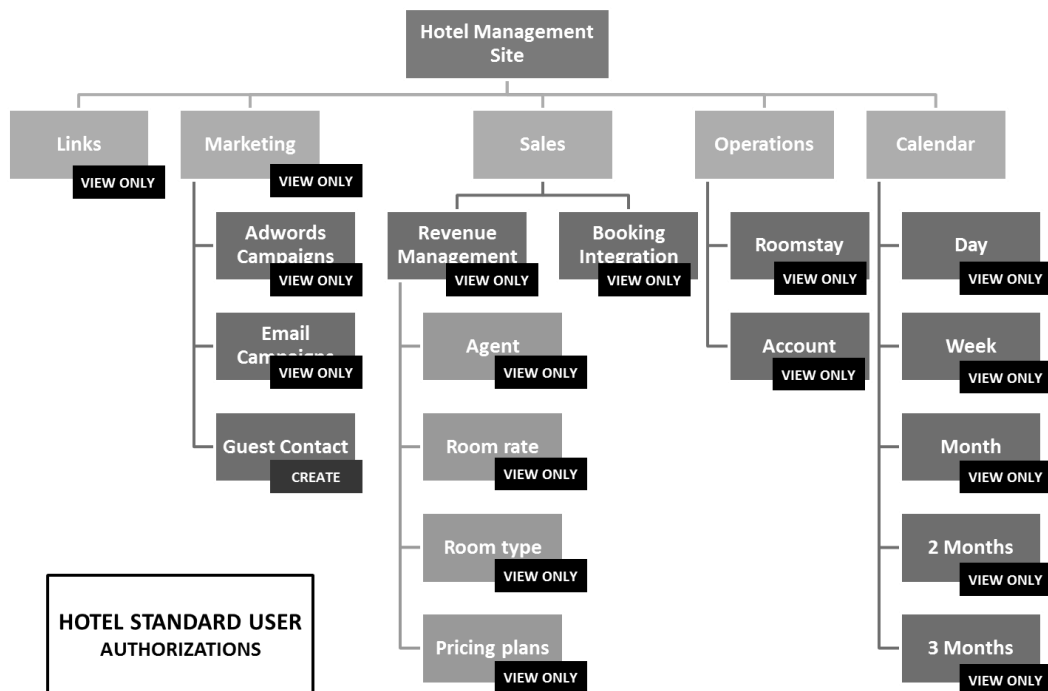 Hotel Management
Site
Links
VIEW ONLY
Marketing
VIEW ONLY
Sales
Operations
Calendar
Adwords
Campaigns
VIEW ONLY
Revenue
Management
VIEW ONLY
Booking
Integration
VIEW ONLY
Roomstay
VIEW ONLY
Day
VIEW ONLY
Email
Campaigns
VIEW ONLY
Agent
VIEW ONLY
Account
VIEW ONLY
Week
VIEW ONLY
Guest Contact
CREATE
Room rate
VIEW ONLY
Month
VIEW ONLY
Room type
VIEW ONLY
2 Months
VIEW ONLY
HOTEL STANDARD USER
AUTHORIZATIONS
Pricing plans
VIEW ONLY
3 Months
VIEW ONLY